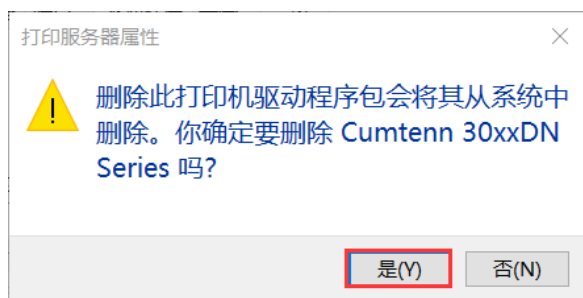 打印服务器属性
删除此打印机驱动程序包会将其从系统中
删除。你确定要删除 Cumtenn 30xxDN
Series 吗?
是(Y)
否(N)